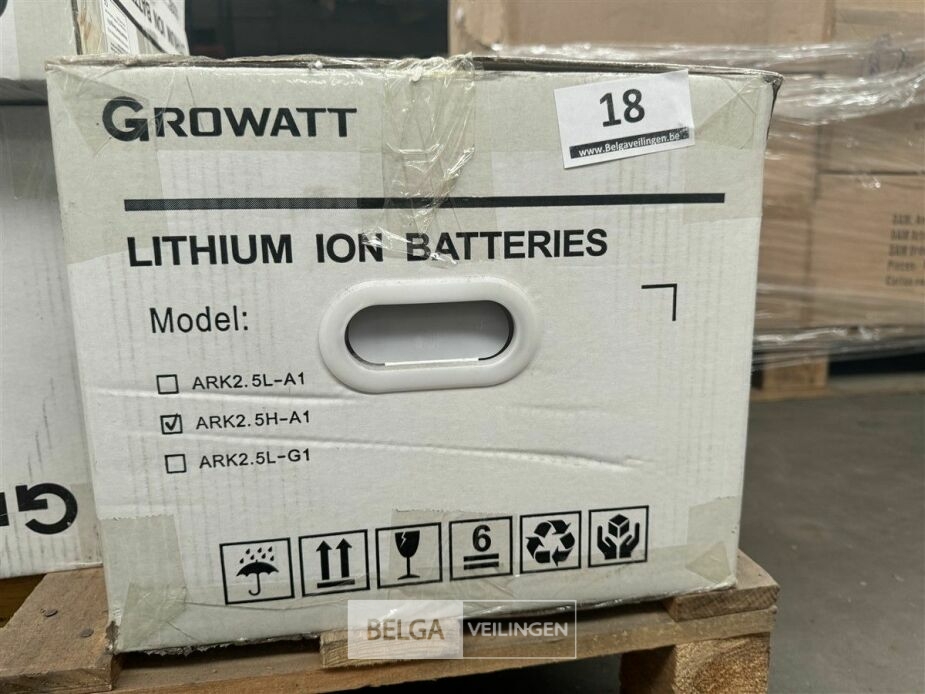 GROWATT
18
www.Belgaveilingen.be
LITHIUM ION BATTERIES
Model:
ARK2.5L-A1
ARK2.5H-A1
ARK2.5L-G1
6
BELGA VEILINGEN